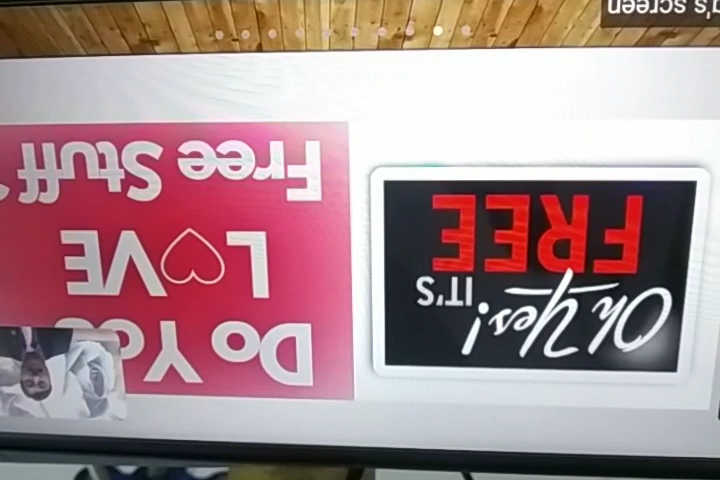 Oh Yes!
IT'S
FREE
Do You
L♡VE
Free Stuff?
's screen